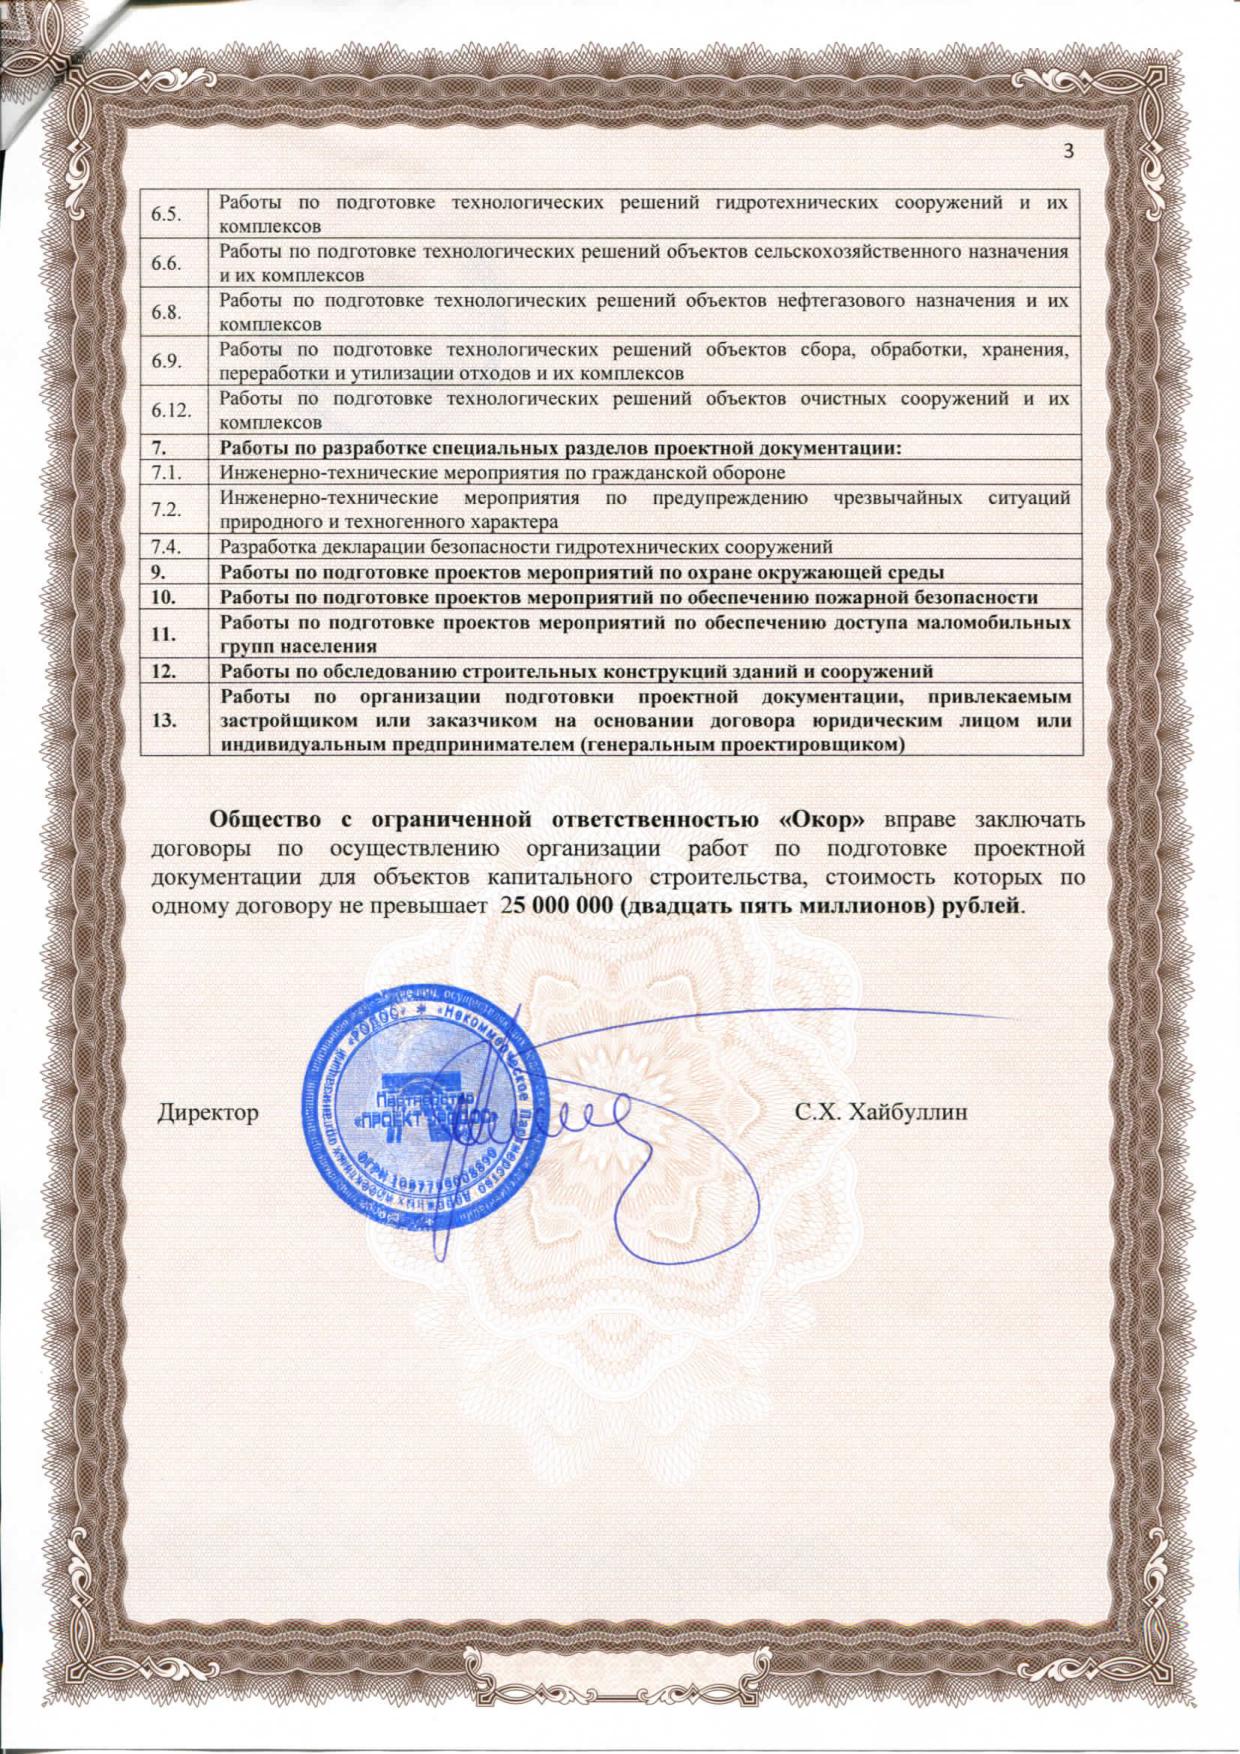 3
6.5. Работы по подготовке технологических решений гидротехнических сооружений и их
комплексов
6.6. Работы по подготовке технологических решений объектов сельскохозяйственного назначения
и их комплексов
6.8. Работы по подготовке технологических решений объектов нефтегазового назначения и их
комплексов
6.9. Работы по подготовке технологических решений объектов сбора, обработки, хранения,
переработки и утилизации отходов и их комплексов
6.12. Работы по подготовке технологических решений объектов очистных сооружений и их
комплексов
7. Работы по разработке специальных разделов проектной документации:
7.1. Инженерно-технические мероприятия по гражданской обороне
7.2. Инженерно-технические мероприятия по предупреждению чрезвычайных ситуаций
природного и техногенного характера
7.4. Разработка декларации безопасности гидротехнических сооружений
9. Работы по подготовке проектов мероприятий по охране окружающей среды
10. Работы по подготовке проектов мероприятий по обеспечению пожарной безопасности
11. Работы по подготовке проектов мероприятий по обеспечению доступа маломобильных
групп населения
12. Работы по обследованию строительных конструкций зданий и сооружений
13. Работы по организации подготовки проектной документации, привлекаемым
застройщиком или заказчиком на основании договора юридическим лицом или
индивидуальным предпринимателем (генеральным проектировщиком)
Общество с ограниченной ответственностью «Окор» вправе заключать
договоры по осуществлению организации работ по подготовке проектной
документации для объектов капитального строительства, стоимость которых по
одному договору не превышает 25 000 000 (двадцать пять миллионов) рублей.
Директор
С.Х. Хайбуллин
«Некоммерческое Партнерство дорожных проектных организаций «РОДОС»
Партнерство
«ПРОЕКТ
ОГРН